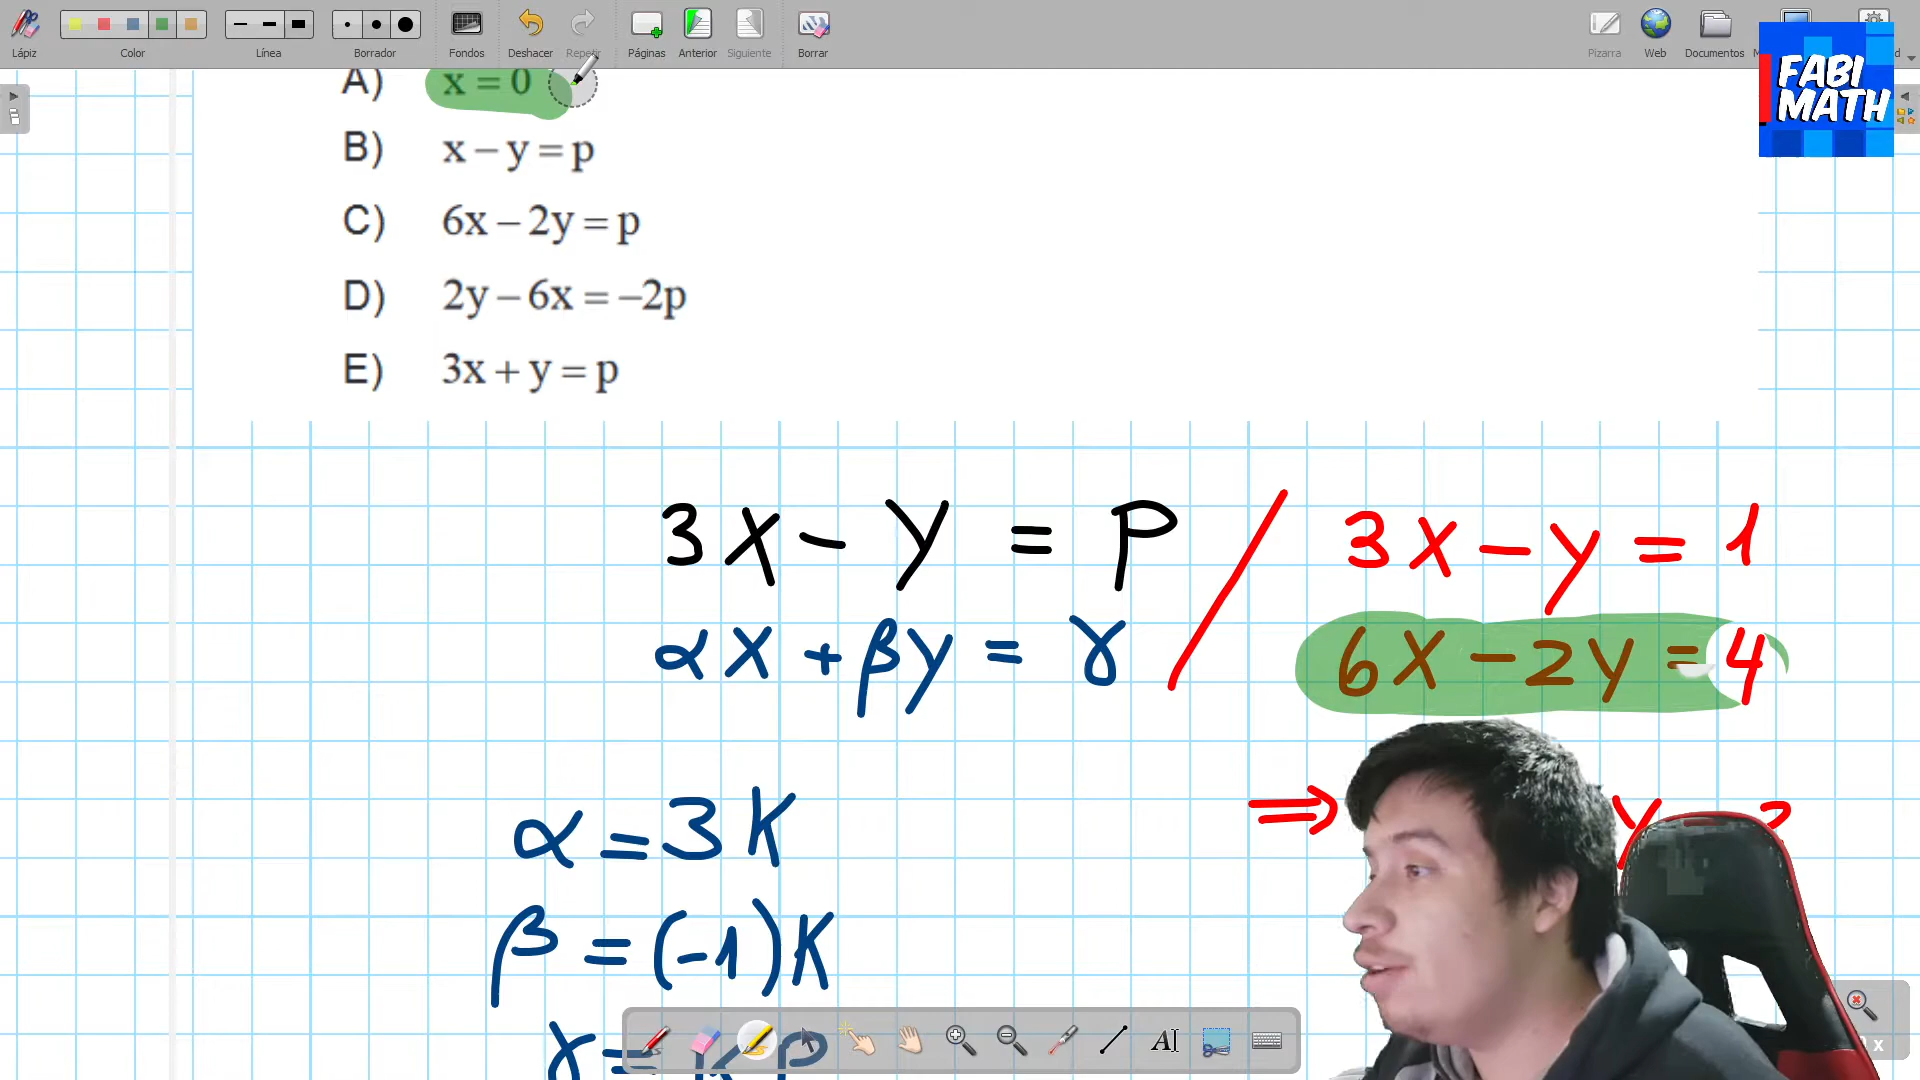 Lápiz
Color
Línea
Borrador
Fondos
Deshacer
Repetir
Páginas
Anterior
Siguiente
Borrar
Pizarra
Web
Documentos
FABI
MATH
A) x = 0
B) x – y = p
C) 6x – 2y = p
D) 2y – 6x = –2p
E) 3x + y = p
3X – Y = P / 3X – y = 1
αX + βy = γ
6X – 2Y = 4
⇒
α = 3K
β = (-1)K
γ = K P